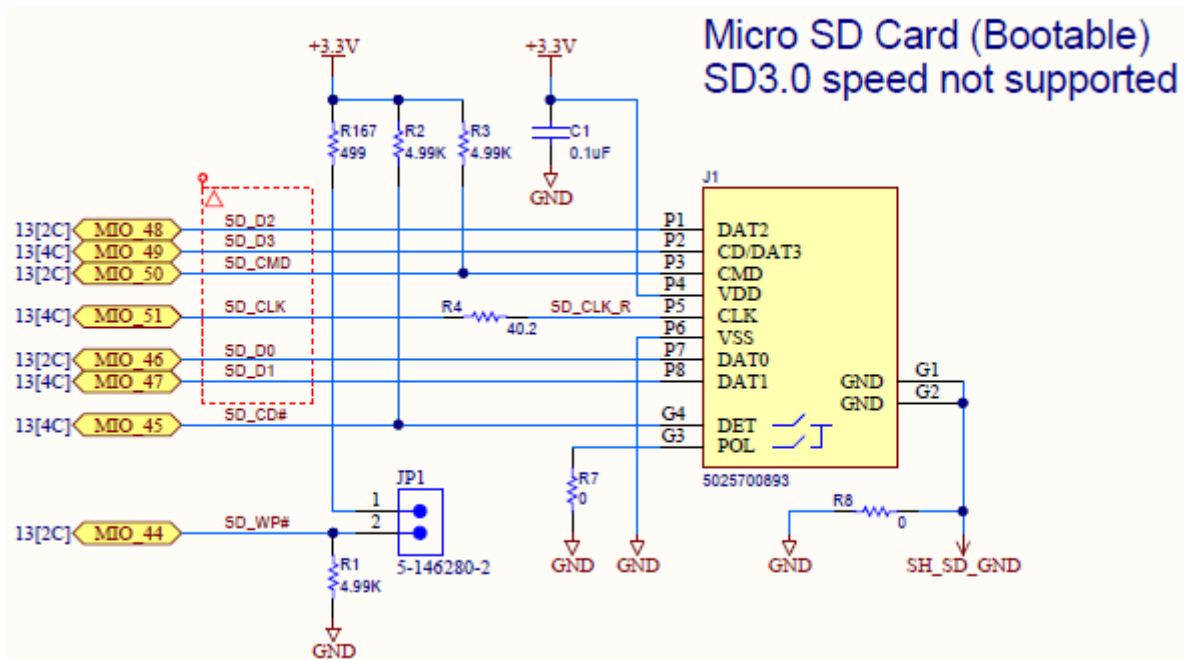 Micro SD Card (Bootable)
SD3.0 speed not supported
+3.3V
+3.3V
R167
499
R2
4.99K
R3
4.99K
C1
0.1uF
GND
J1
13[2C] MIO_48 SD_D2 P1 DAT2
13[4C] MIO_49 SD_D3 P2 CD/DAT3
13[2C] MIO_50 SD_CMD P3 CMD
P4 VDD
13[4C] MIO_51 SD_CLK R4 40.2 SD_CLK_R P5 CLK
P6 VSS
13[2C] MIO_46 SD_D0 P7 DAT0
13[4C] MIO_47 SD_D1 P8 DAT1
GND G1
GND G2
13[4C] MIO_45 SD_CD# G4 DET
G3 POL
5025700893
R7
0
GND
GND
R8
0
GND
SH_SD_GND
JP1
1
2
5-146280-2
13[2C] MIO_44 SD_WP#
R1
4.99K
GND